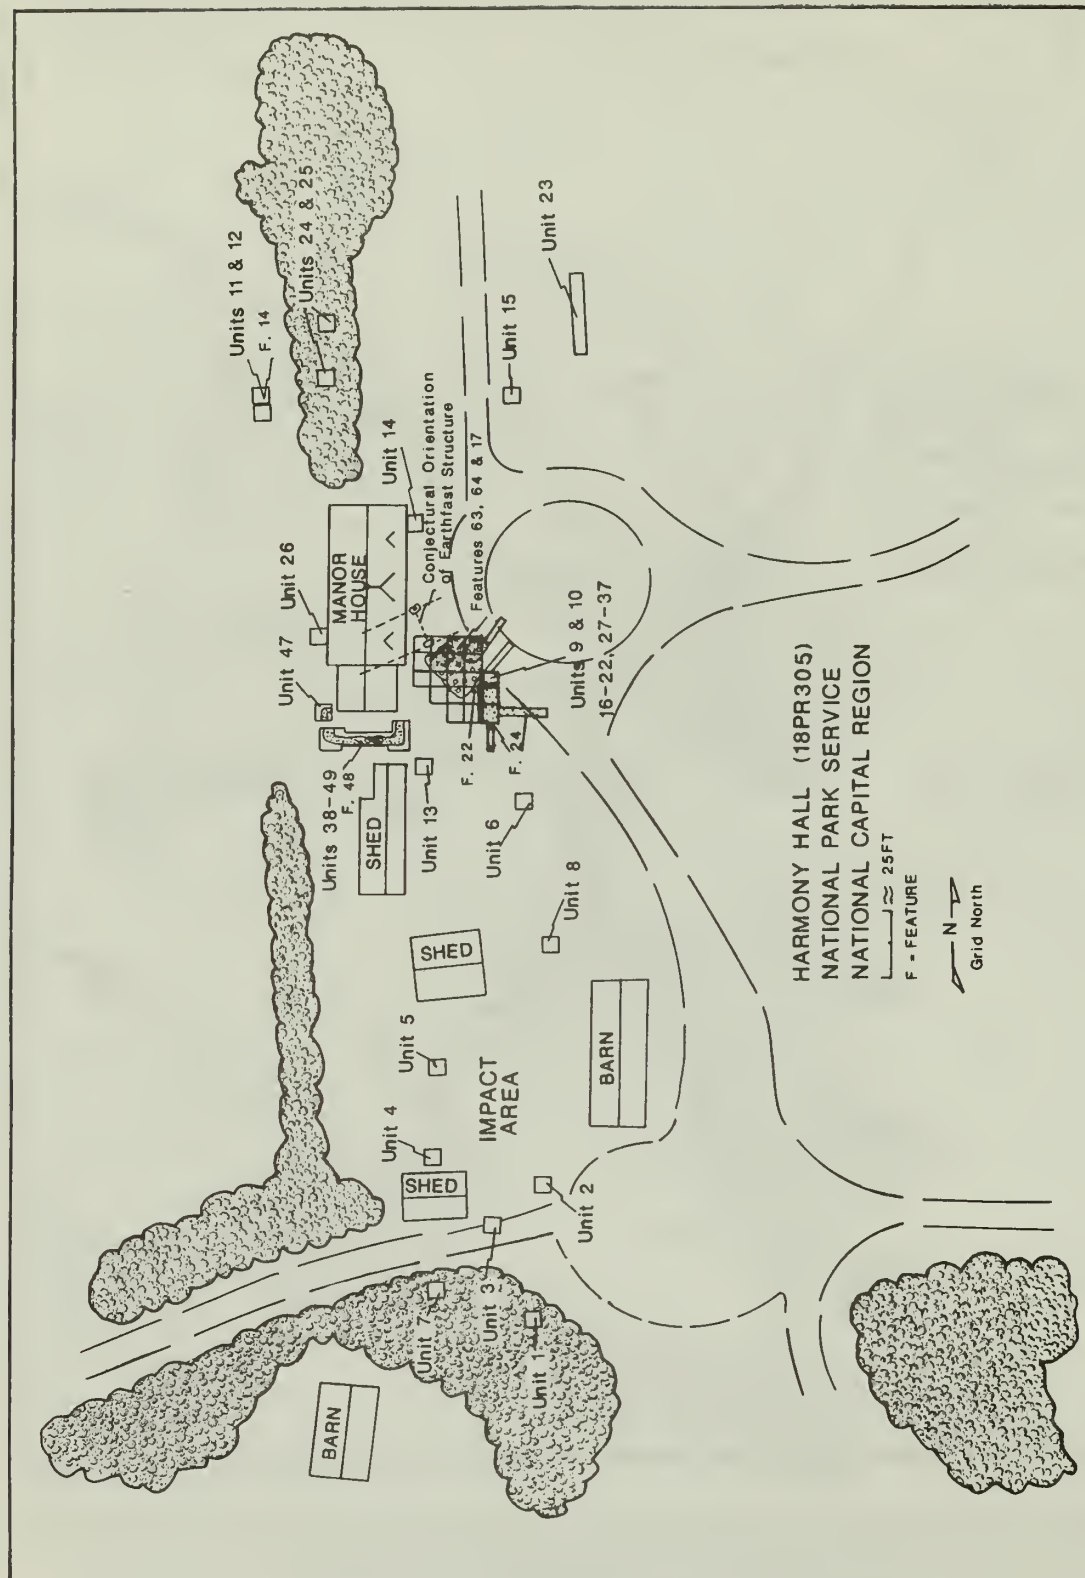 Units 11 & 12
F. 14
Units 24 & 25
Unit 23
Unit 15
Unit 14
Conjectural Orientation
of Earthfast Structure
Features 63, 64 & 17
Unit 26
MANOR
HOUSE
Unit 47
Units 38-49
F. 48
SHED
Unit 13
F. 22
F. 24
Units 9 & 10
16-22, 27-37
Unit 6
Unit 8
SHED
Unit 5
IMPACT
AREA
BARN
Unit 4
SHED
Unit 2
Unit 3
Unit 7
Unit 1
BARN
HARMONY HALL (18PR305)
NATIONAL PARK SERVICE
NATIONAL CAPITAL REGION
≈ 25FT
F = FEATURE
N
Grid North